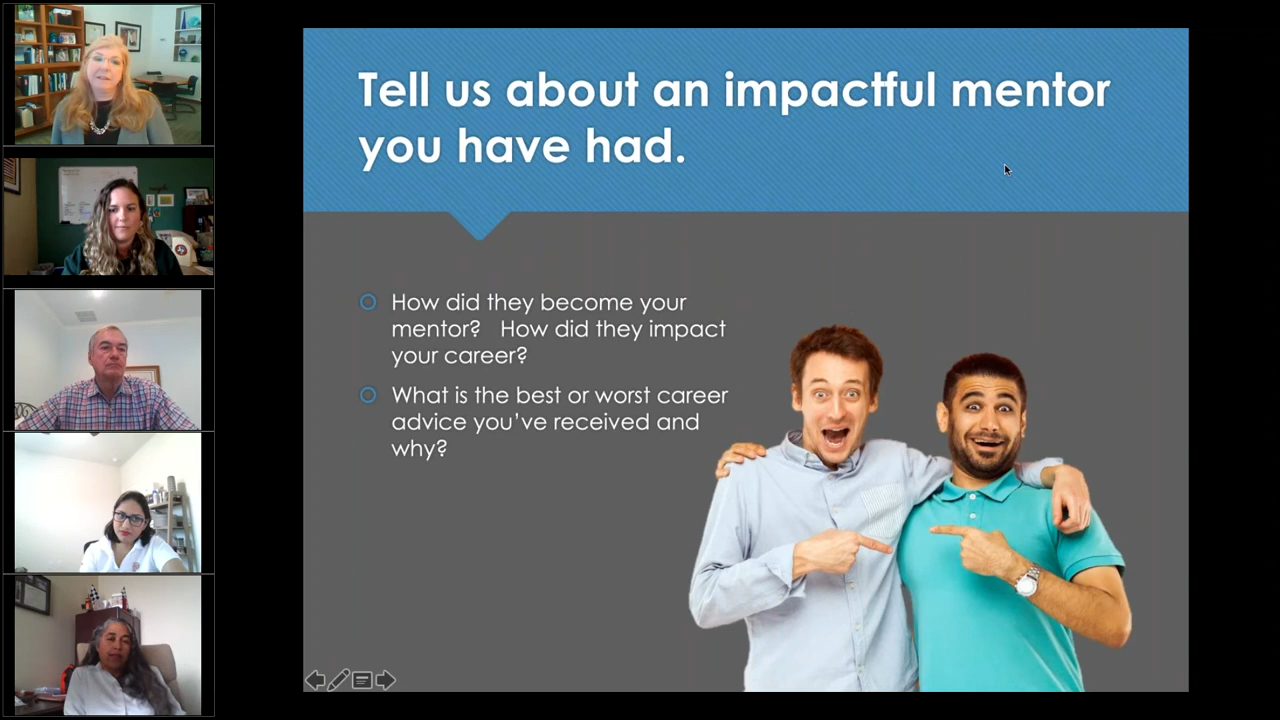 Tell us about an impactful mentor
you have had.
How did they become your
mentor? How did they impact
your career?
What is the best or worst career
advice you've received and
why?